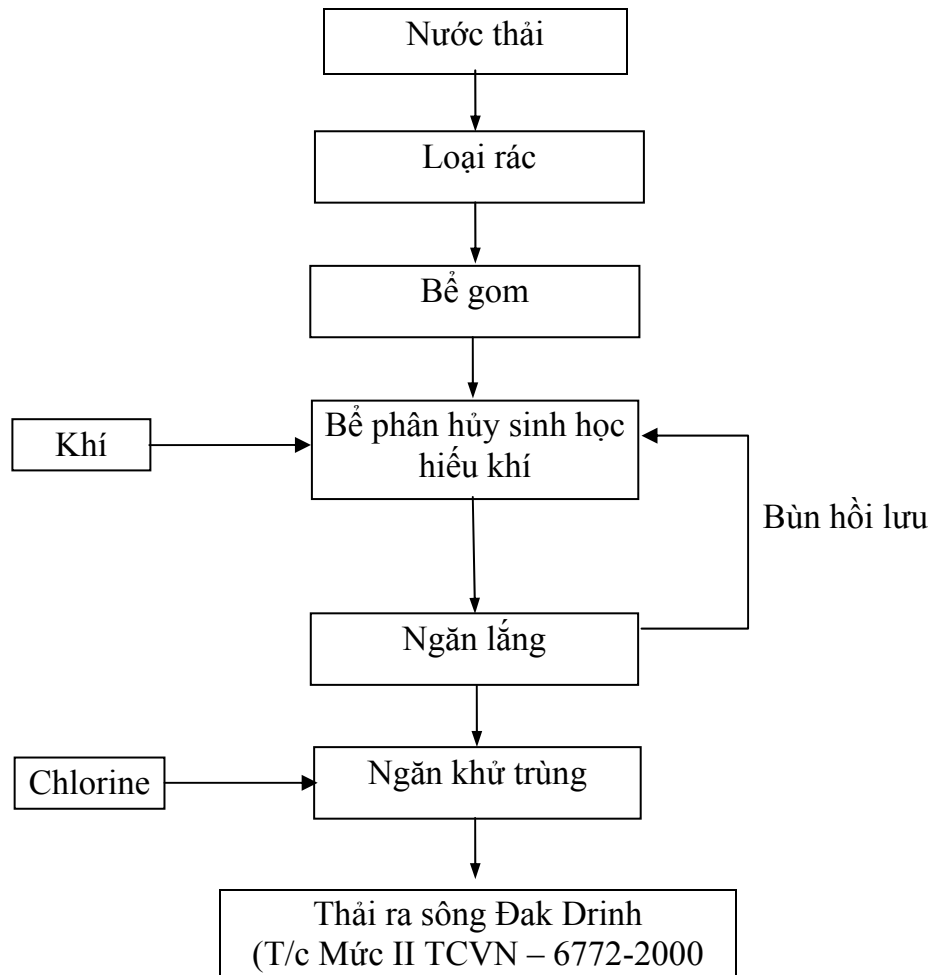 Nước thải
Loại rác
Bể gom
Khí
Bể phân hủy sinh học
hiếu khí
Bùn hồi lưu
Ngăn lắng
Chlorine
Ngăn khử trùng
Thải ra sông Đak Drinh
(T/c Mức II TCVN – 6772-2000